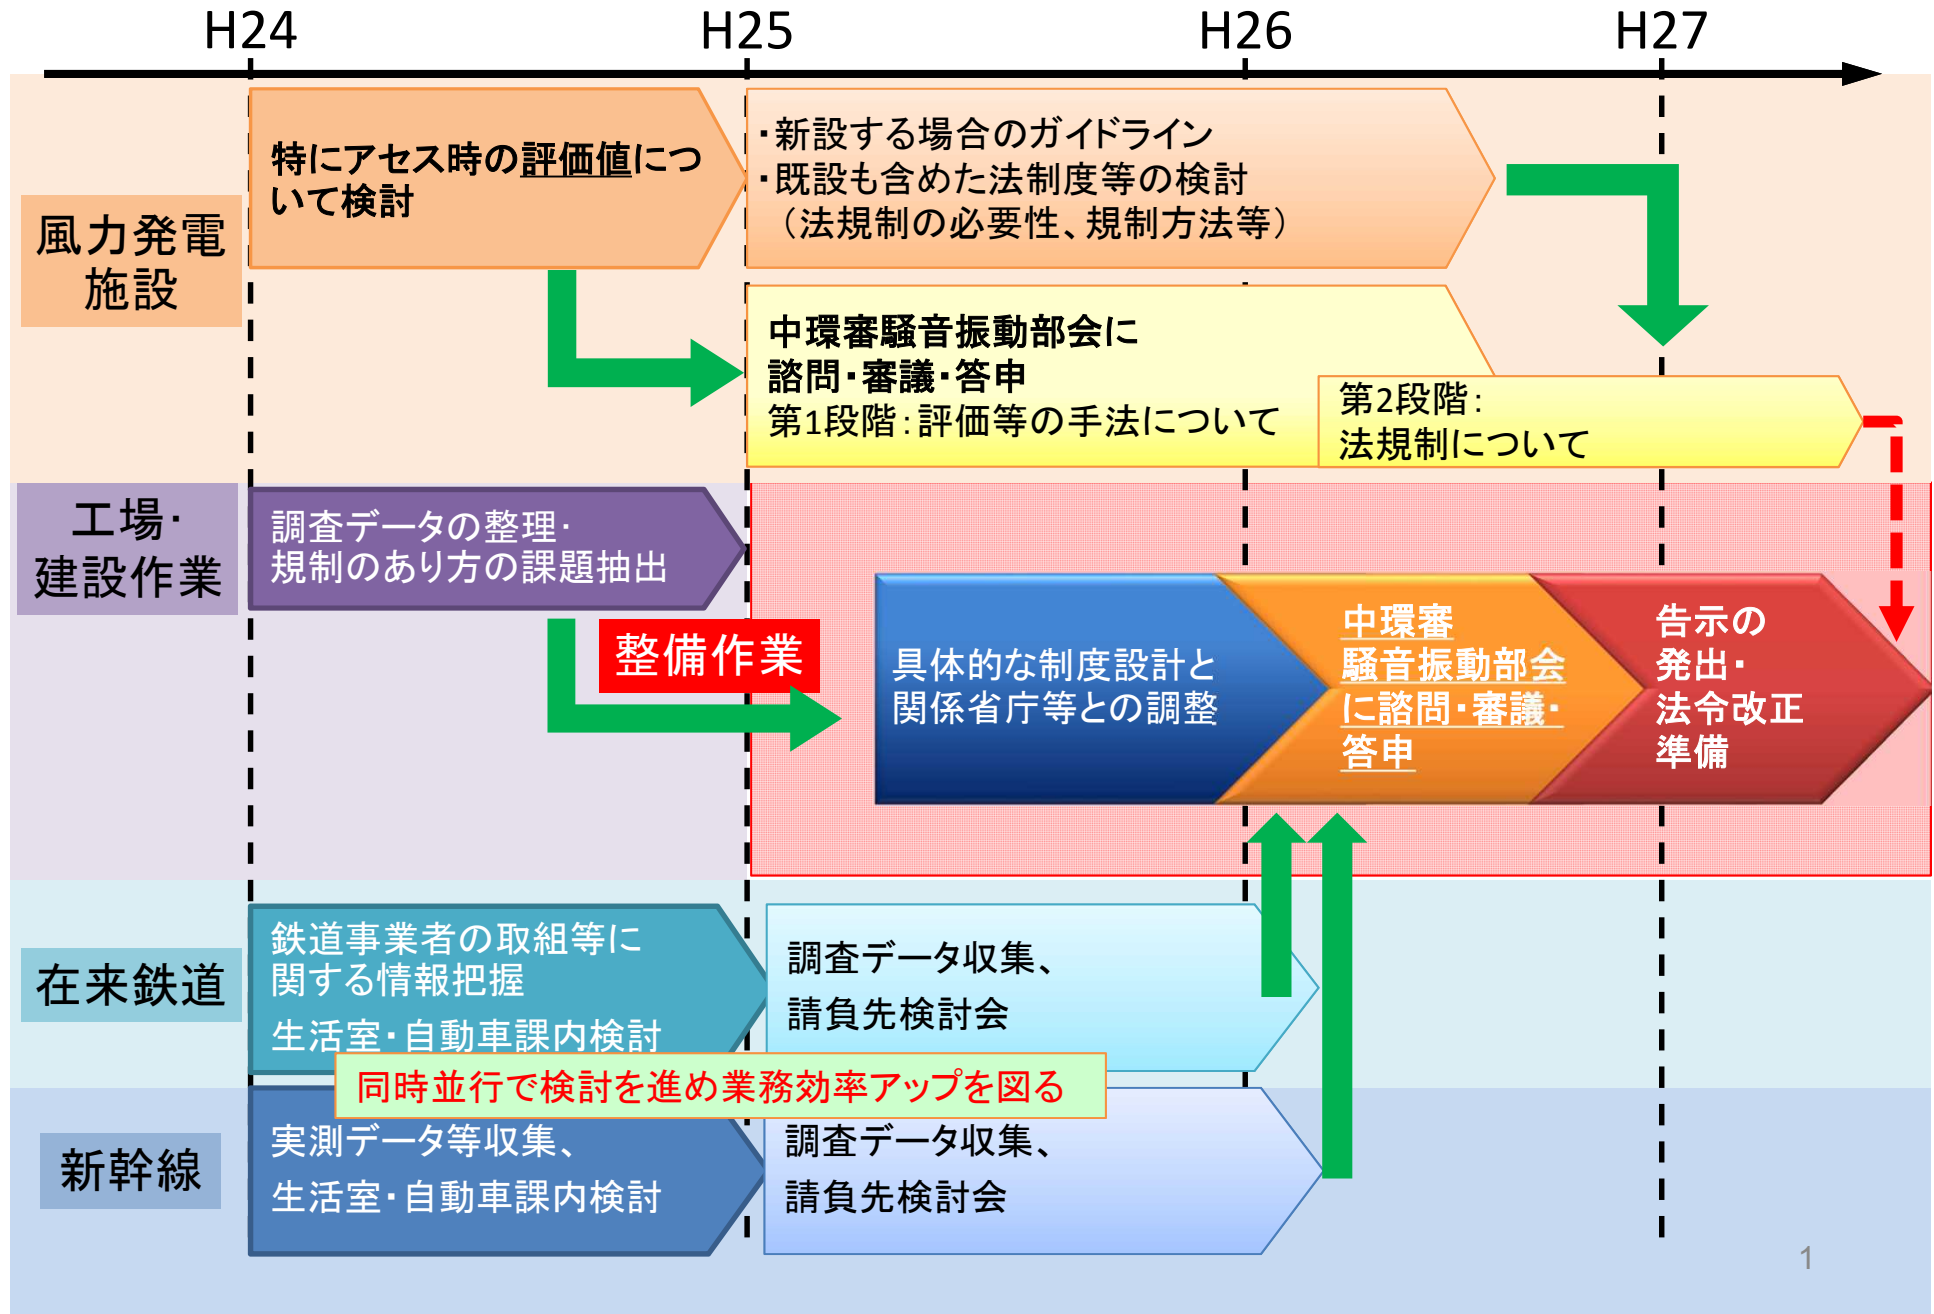 H24
H25
H26
H27
風力発電
施設
特にアセス時の評価値につ
いて検討
・新設する場合のガイドライン
・既設も含めた法制度等の検討
（法規制の必要性、規制方法等）
中環審騒音振動部会に
諮問・審議・答申
第1段階：評価等の手法について
第2段階：
法規制について
工場・
建設作業
調査データの整理・
規制のあり方の課題抽出
整備作業
具体的な制度設計と
関係省庁等との調整
中環審
騒音振動部会
に諮問・審議・
答申
告示の
発出・
法令改正
準備
在来鉄道
鉄道事業者の取組等に
関する情報把握
生活室・自動車課内検討
調査データ収集、
請負先検討会
同時並行で検討を進め業務効率アップを図る
新幹線
実測データ等収集、
生活室・自動車課内検討
調査データ収集、
請負先検討会
1